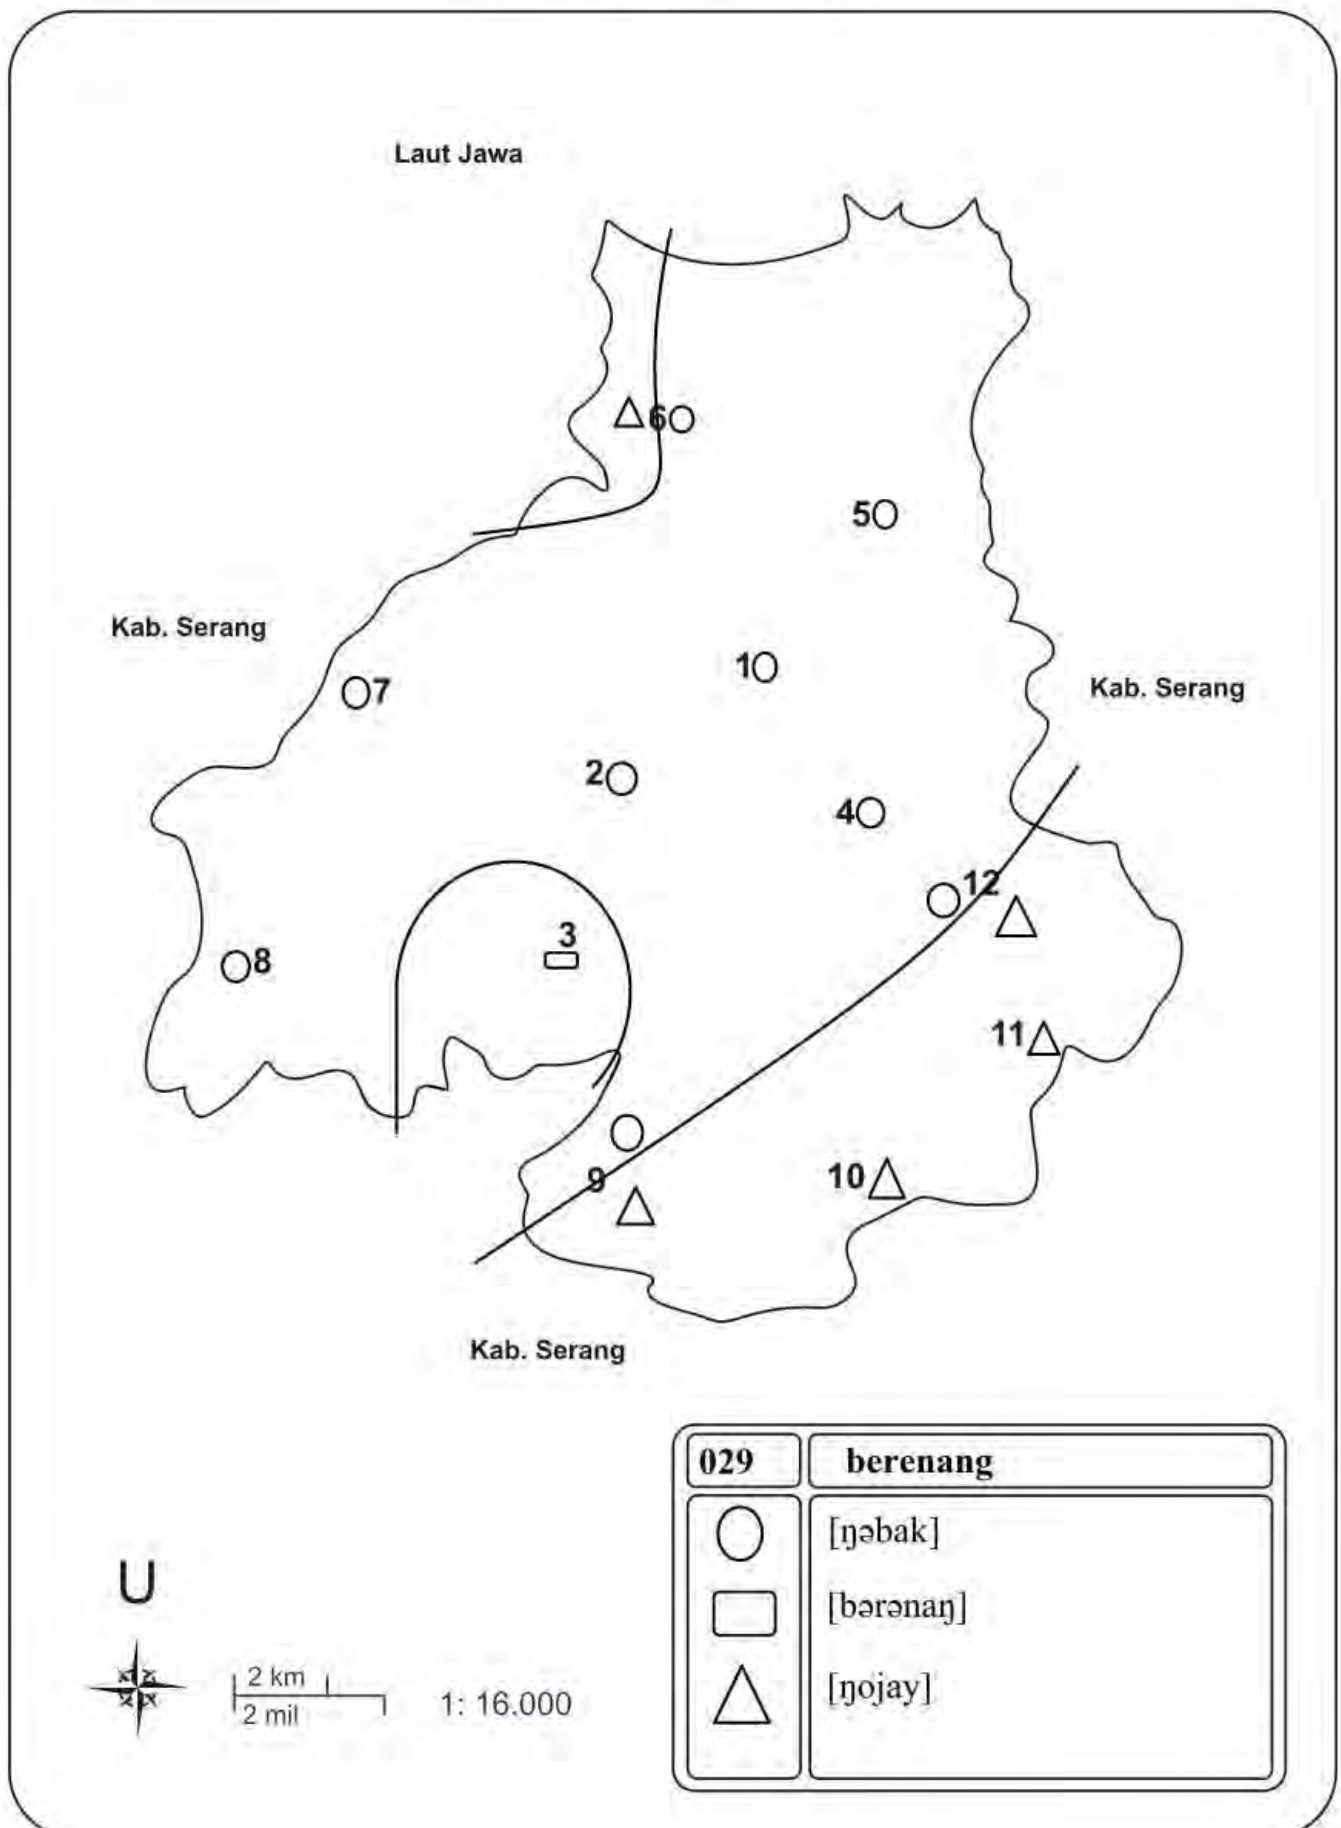 Laut Jawa
6
5
Kab. Serang
1
7
Kab. Serang
2
4
12
3
8
11
9
10
Kab. Serang
029 berenang
[ŋəbak]
[bərənaŋ]
[ŋojay]
U
2 km
2 mil
1: 16.000